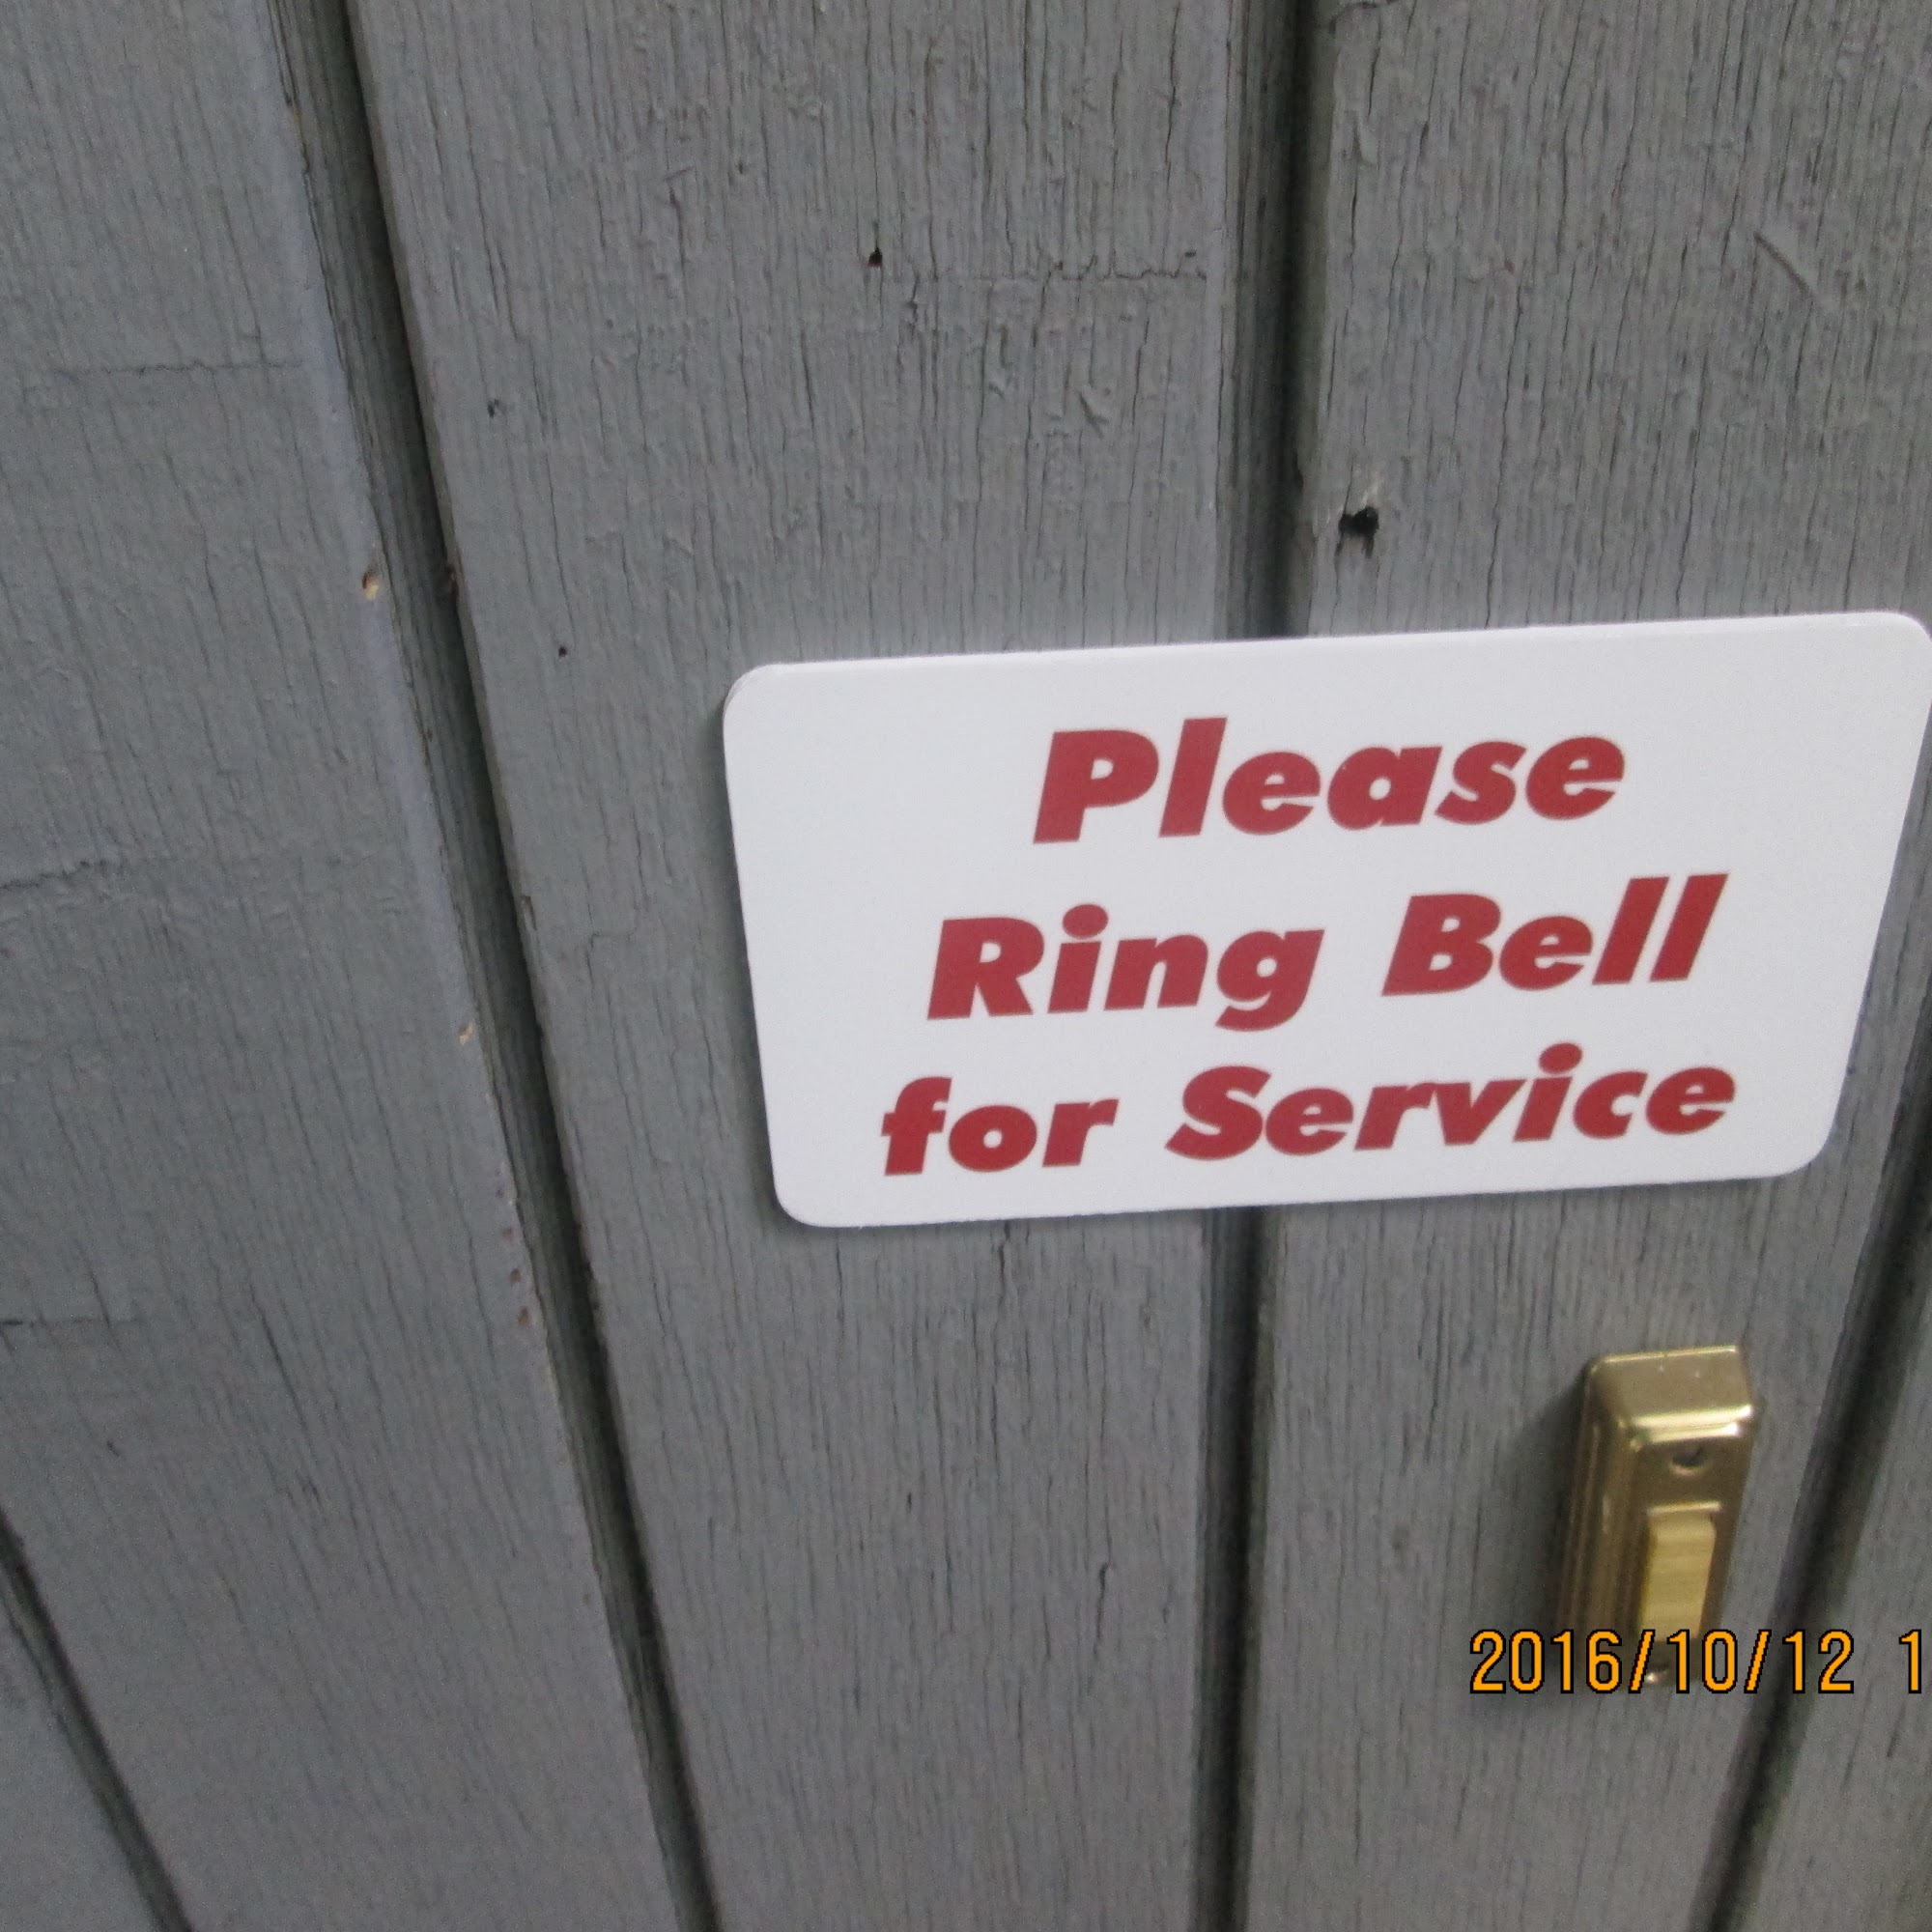 Please
Ring Bell
for Service
2016/10/12 1